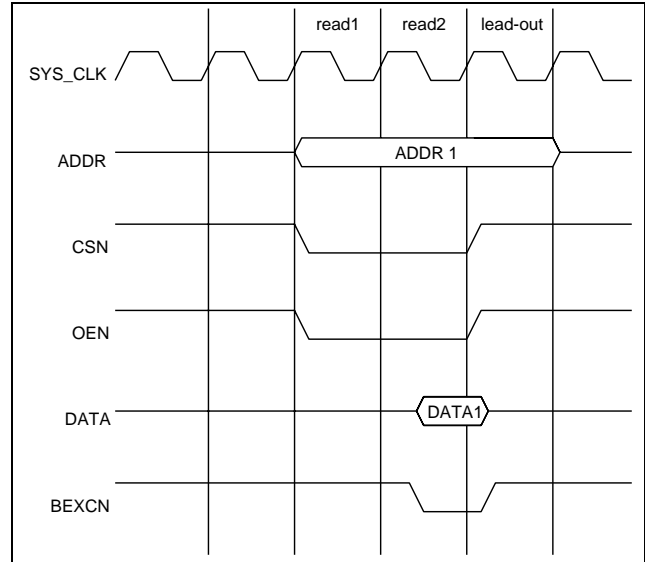 read1 read2 lead-out
SYS_CLK
ADDR ADDR 1
CSN
OEN
DATA DATA1
BEXCN